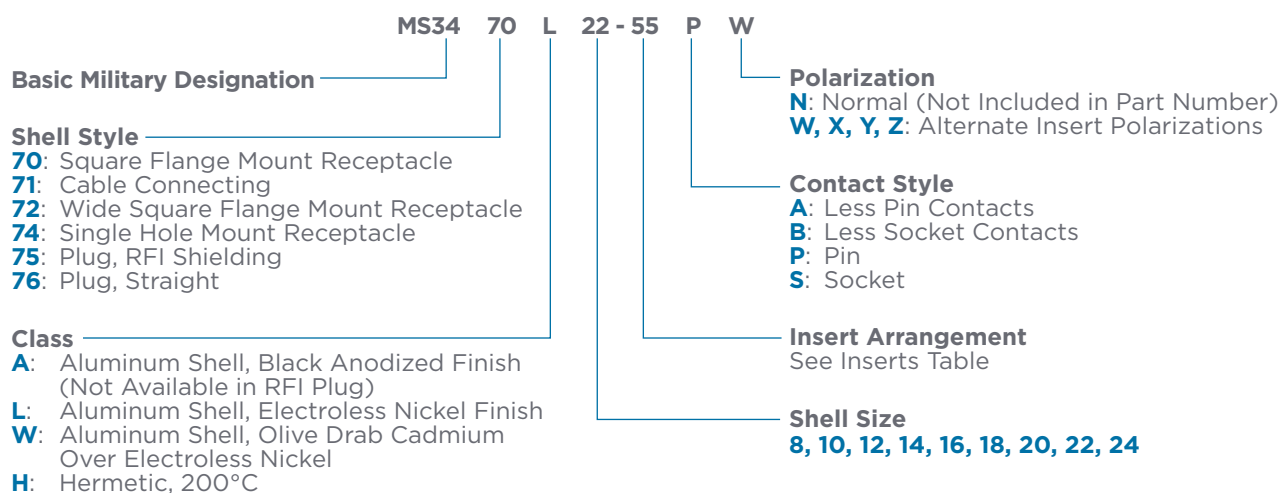 MS34 70 L 22 - 55 P W
Basic Military Designation
Shell Style
70: Square Flange Mount Receptacle
71: Cable Connecting
72: Wide Square Flange Mount Receptacle
74: Single Hole Mount Receptacle
75: Plug, RFI Shielding
76: Plug, Straight
Class
A: Aluminum Shell, Black Anodized Finish
(Not Available in RFI Plug)
L: Aluminum Shell, Electroless Nickel Finish
W: Aluminum Shell, Olive Drab Cadmium
Over Electroless Nickel
H: Hermetic, 200°C
Polarization
N: Normal (Not Included in Part Number)
W, X, Y, Z: Alternate Insert Polarizations
Contact Style
A: Less Pin Contacts
B: Less Socket Contacts
P: Pin
S: Socket
Insert Arrangement
See Inserts Table
Shell Size
8, 10, 12, 14, 16, 18, 20, 22, 24